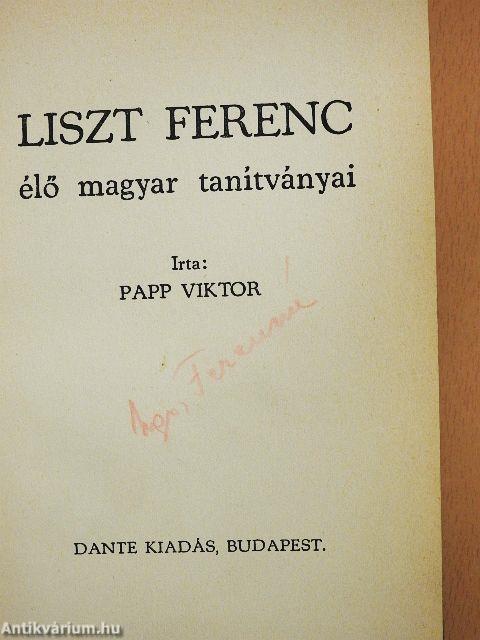 LISZT FERENC
élő magyar tanítványai
Irta:
PAPP VIKTOR
DANTE KIADÁS, BUDAPEST.
Antikvárium.hu